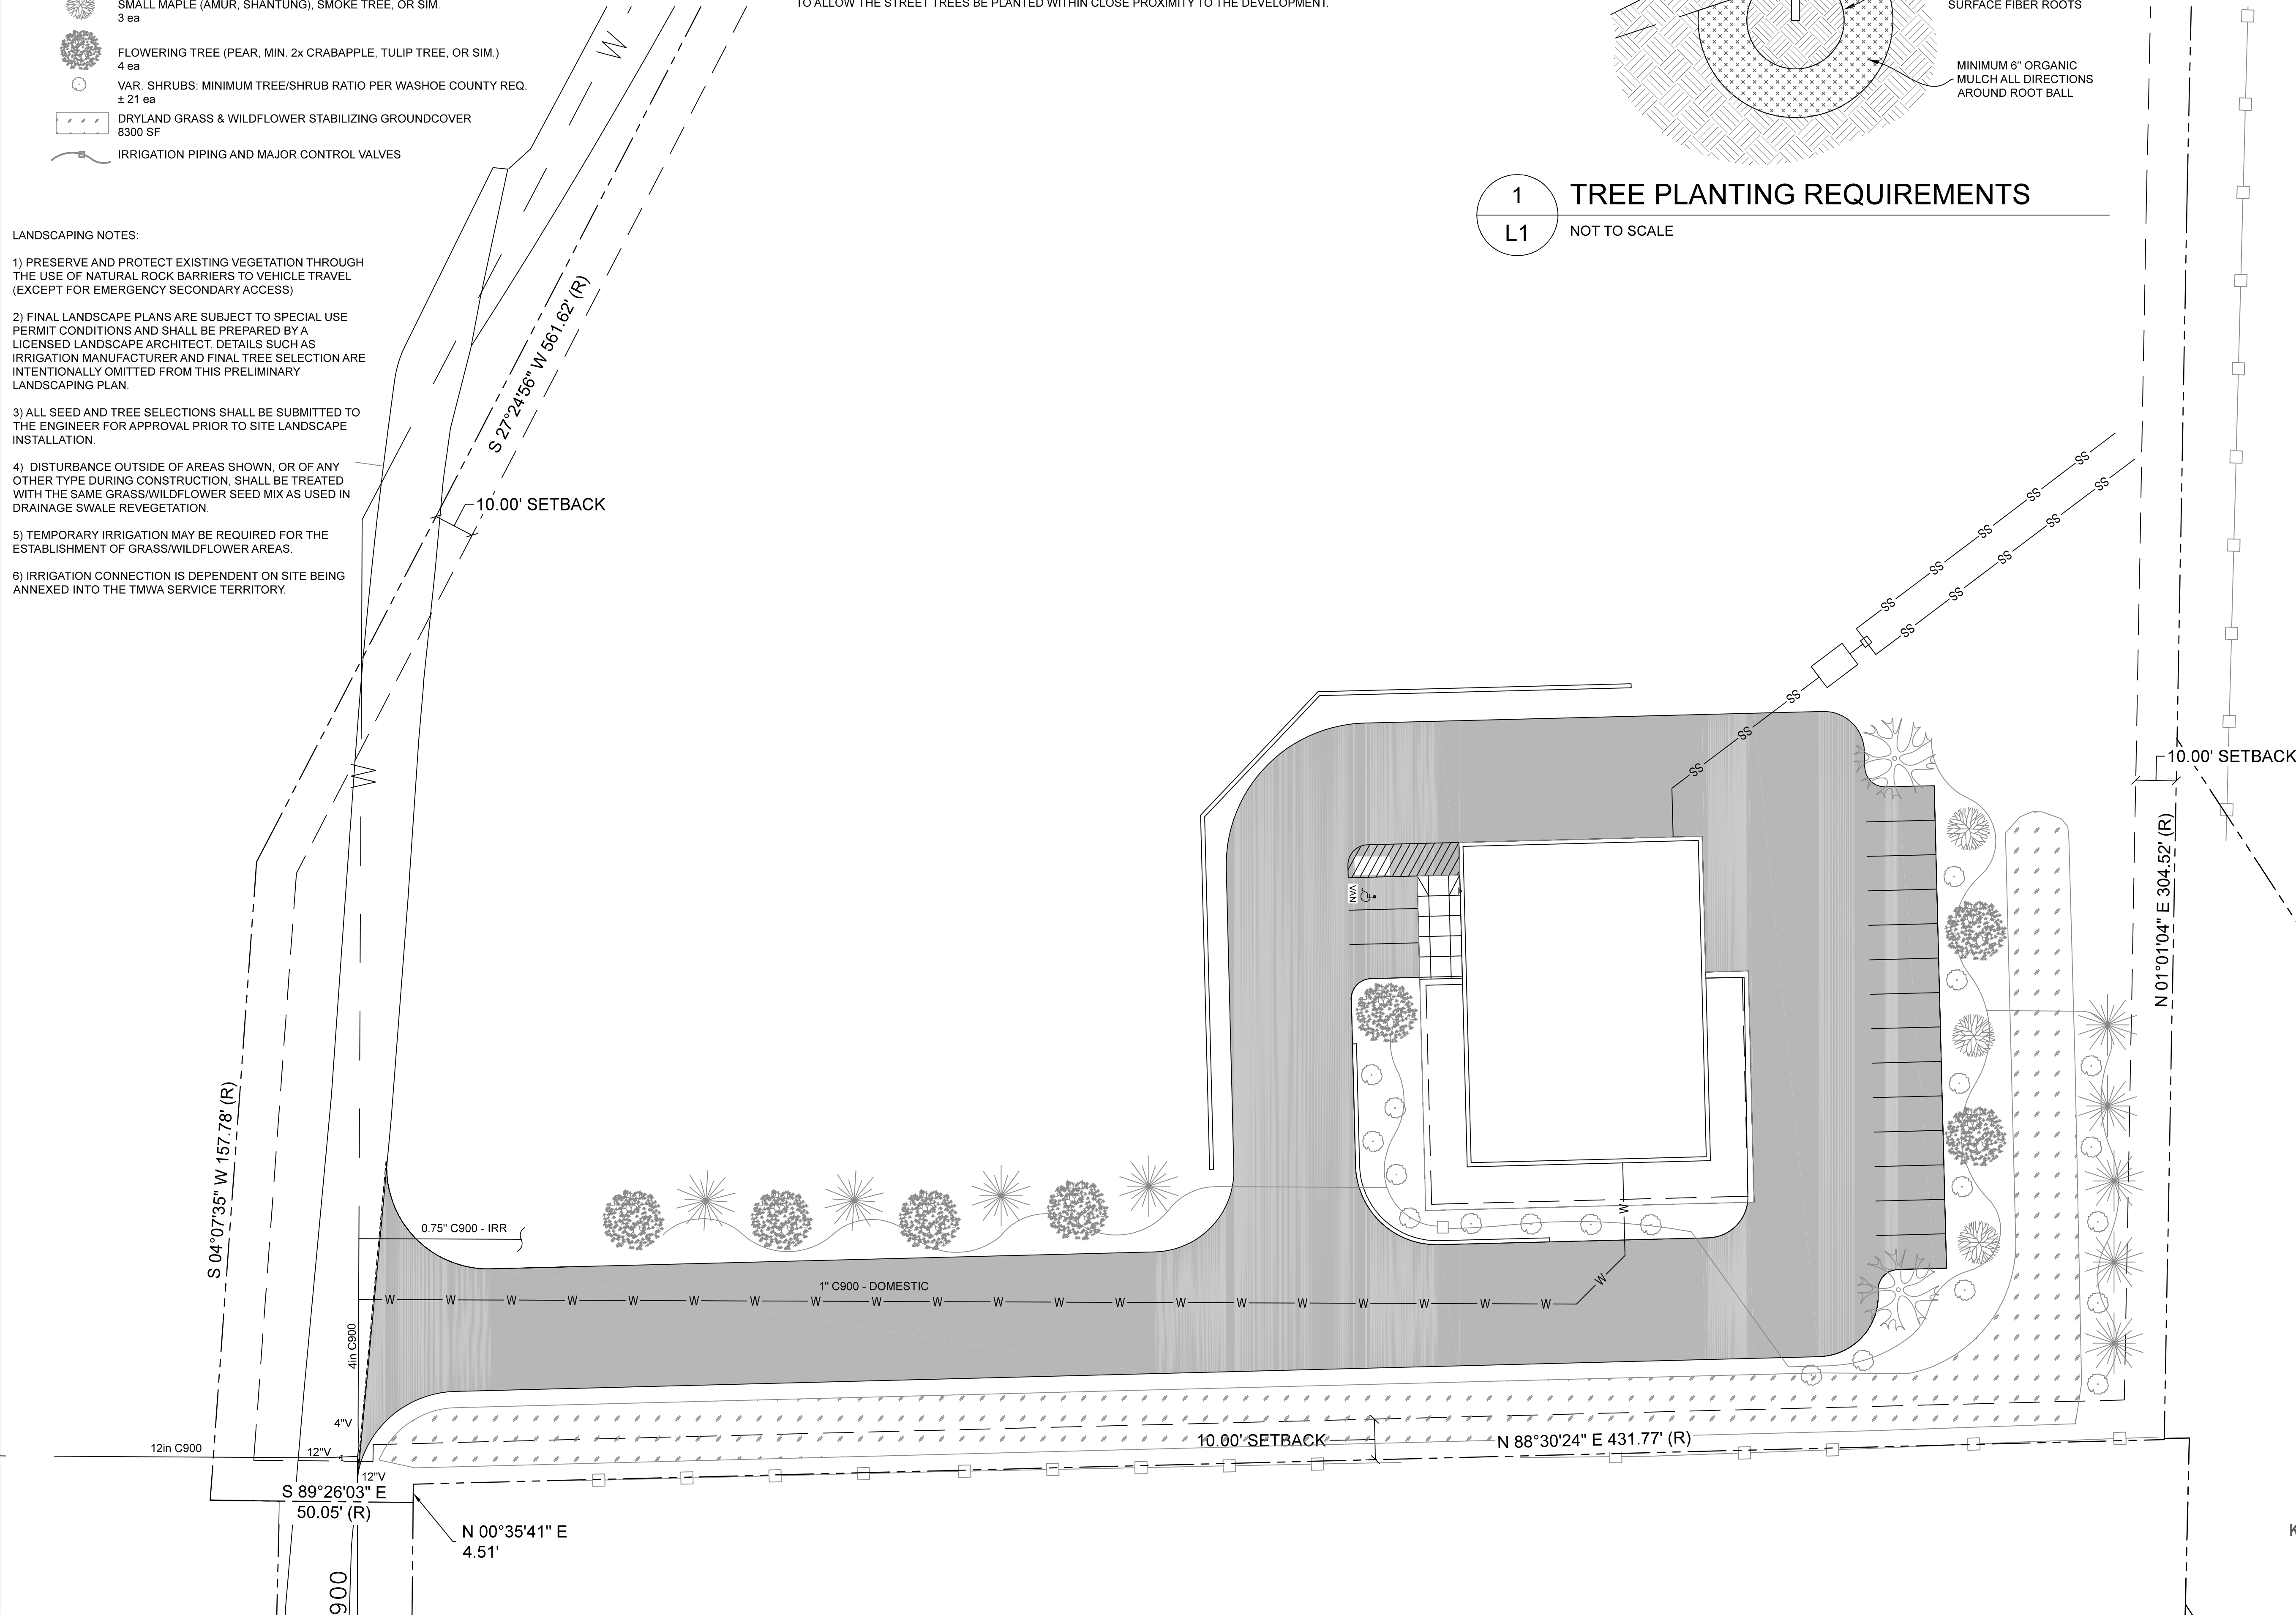 SMALL MAPLE (AMUR, SHANTUNG), SMOKE TREE, OR SIM.
3 ea
FLOWERING TREE (PEAR, MIN. 2x CRABAPPLE, TULIP TREE, OR SIM.)
4 ea
VAR. SHRUBS: MINIMUM TREE/SHRUB RATIO PER WASHOE COUNTY REQ.
± 21 ea
DRYLAND GRASS & WILDFLOWER STABILIZING GROUNDCOVER
8300 SF
IRRIGATION PIPING AND MAJOR CONTROL VALVES
TO ALLOW THE STREET TREES BE PLANTED WITHIN CLOSE PROXIMITY TO THE DEVELOPMENT.
SURFACE FIBER ROOTS
MINIMUM 6" ORGANIC
MULCH ALL DIRECTIONS
AROUND ROOT BALL
1
L1
TREE PLANTING REQUIREMENTS
NOT TO SCALE
LANDSCAPING NOTES:
1) PRESERVE AND PROTECT EXISTING VEGETATION THROUGH
THE USE OF NATURAL ROCK BARRIERS TO VEHICLE TRAVEL
(EXCEPT FOR EMERGENCY SECONDARY ACCESS)
2) FINAL LANDSCAPE PLANS ARE SUBJECT TO SPECIAL USE
PERMIT CONDITIONS AND SHALL BE PREPARED BY A
LICENSED LANDSCAPE ARCHITECT. DETAILS SUCH AS
IRRIGATION MANUFACTURER AND FINAL TREE SELECTION ARE
INTENTIONALLY OMITTED FROM THIS PRELIMINARY
LANDSCAPING PLAN.
3) ALL SEED AND TREE SELECTIONS SHALL BE SUBMITTED TO
THE ENGINEER FOR APPROVAL PRIOR TO SITE LANDSCAPE
INSTALLATION.
4) DISTURBANCE OUTSIDE OF AREAS SHOWN, OR OF ANY
OTHER TYPE DURING CONSTRUCTION, SHALL BE TREATED
WITH THE SAME GRASS/WILDFLOWER SEED MIX AS USED IN
DRAINAGE SWALE REVEGETATION.
5) TEMPORARY IRRIGATION MAY BE REQUIRED FOR THE
ESTABLISHMENT OF GRASS/WILDFLOWER AREAS.
6) IRRIGATION CONNECTION IS DEPENDENT ON SITE BEING
ANNEXED INTO THE TMWA SERVICE TERRITORY.
W
S 27°24'56" W 561.62' (R)
10.00' SETBACK
W
SS SS SS SS SS
SS SS SS SS SS
SS SS SS
10.00' SETBACK
N 01°01'04" E 304.52' (R)
VAN
S 04°07'35" W 157.78' (R)
0.75" C900 - IRR
1" C900 - DOMESTIC
W W W W W W W W W W W W W W W W W W W W
W
W
4in C900
4"V
12in C900
12"V
12"V
10.00' SETBACK
N 88°30'24" E 431.77' (R)
S 89°26'03" E
50.05' (R)
N 00°35'41" E
4.51'
900
K